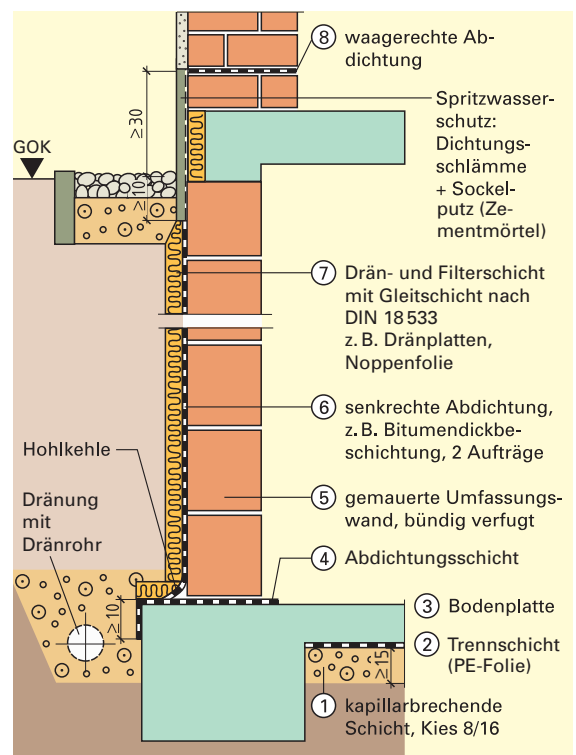 ⑧ waagerechte Ab-
dichtung
Spritzwasser-
schutz:
Dichtungs-
schlämme
+ Sockel-
putz (Ze-
mentmörtel)
≥30
GOK
≥10
⑦ Drän- und Filterschicht
mit Gleitschicht nach
DIN 18533
z. B. Dränplatten,
Noppenfolie
⑥ senkrechte Abdichtung,
z. B. Bitumendickbe-
schichtung, 2 Aufträge
Hohlkehle
Dränung
mit
Dränrohr
⑤ gemauerte Umfassungs-
wand, bündig verfugt
④ Abdichtungsschicht
≥10
③ Bodenplatte
② Trennschicht
(PE-Folie)
≥15
① kapillarbrechende
Schicht, Kies 8/16